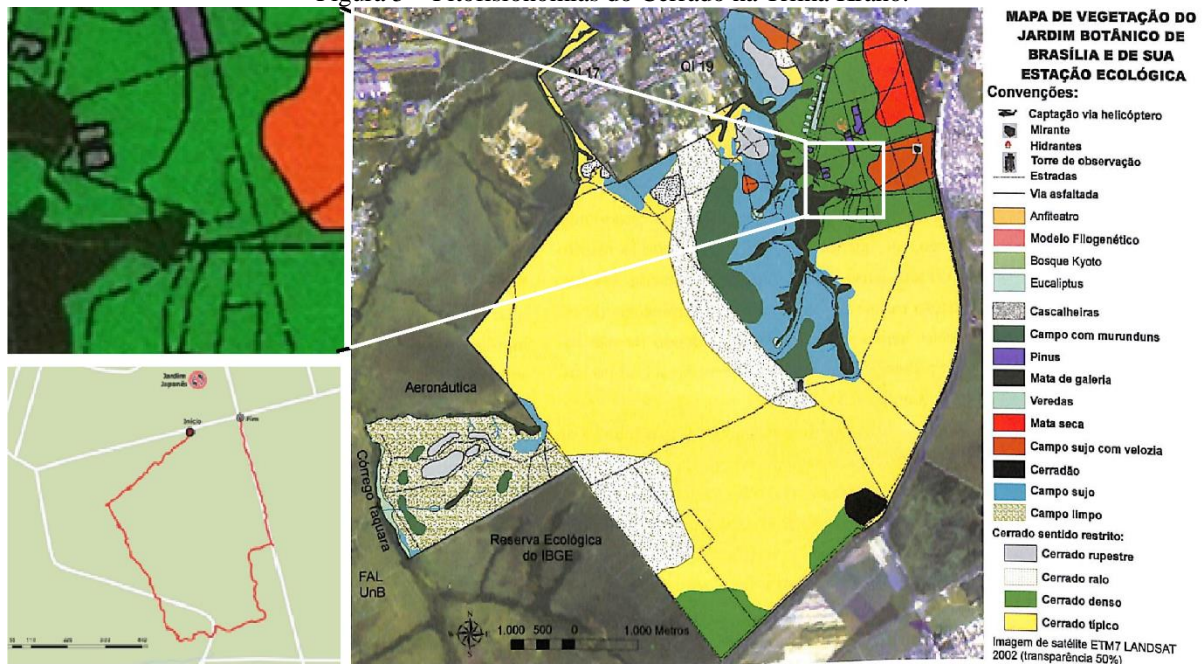 MAPA DE VEGETAÇÃO DO
JARDIM BOTÂNICO DE
BRASÍLIA E DE SUA
ESTAÇÃO ECOLÓGICA
Convenções:
Captação via helicóptero
Mirante
Hidrantes
Torre de observação
Estradas
Via asfaltada
Anfiteatro
Modelo Filogenético
Bosque Kyoto
Eucaliptus
Cascalheiras
Campo com murunduns
Pinus
Mata de galeria
Veredas
Mata seca
Campo sujo com velozia
Cerradão
Campo sujo
Campo limpo
Cerrado sentido restrito:
Cerrado rupestre
Cerrado ralo
Cerrado denso
Cerrado típico
Imagem de satélite ETM7 LANDSAT
2002 (transparência 50%)
QI 17
QI 19
Aeronáutica
Córrego Taquara
Reserva Ecológica
do IBGE
FAL
UnB
N
1.000 500 0 1.000 Metros
Jardim
Japonês
Início
Fim